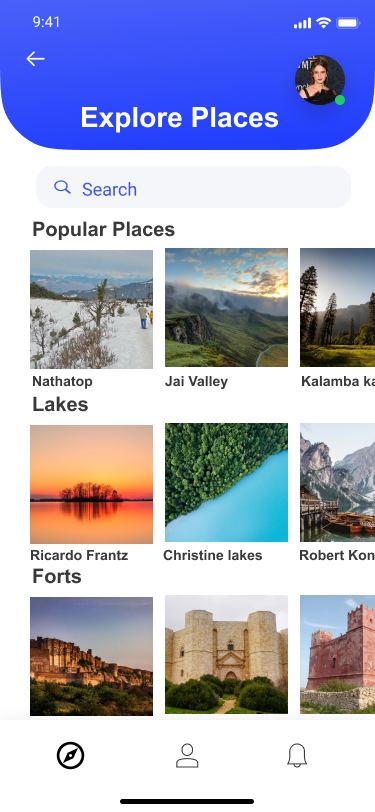 9:41
Explore Places
Search
Popular Places
Nathatop
Jai Valley
Kalamba ka
Lakes
Ricardo Frantz
Christine lakes
Robert Kon
Forts